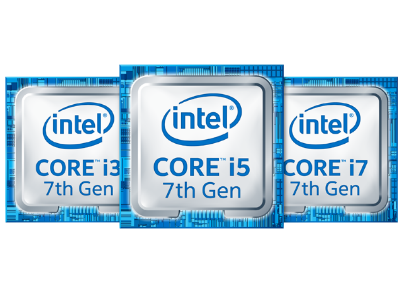 intel
CORE™ i3
7th Gen
intel
CORE™ i5
7th Gen
intel
CORE™ i7
7th Gen